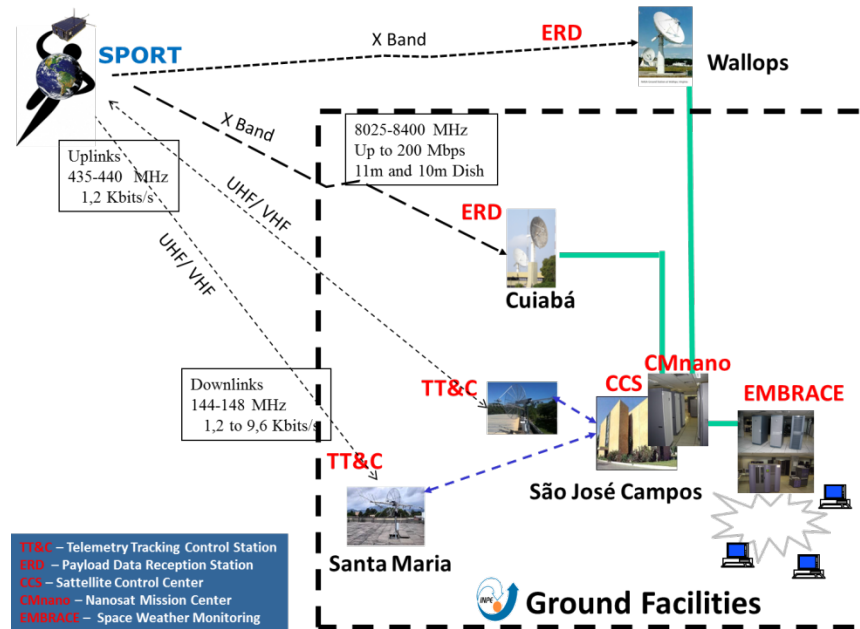 SPORT
X Band
ERD
Wallops
X Band
8025-8400 MHz
Up to 200 Mbps
11m and 10m Dish
Uplinks
435-440 MHz
1,2 Kbits/s
UHF/ VHF
UHF/ VHF
ERD
Cuiabá
Downlinks
144-148 MHz
1,2 to 9,6 Kbits/s
TT&C
CCS
CMnano
EMBRACE
TT&C
São José Campos
Santa Maria
TT&C – Telemetry Tracking Control Station
ERD – Payload Data Reception Station
CCS – Sattellite Control Center
CMnano – Nanosat Mission Center
EMBRACE – Space Weather Monitoring
INPE
Ground Facilities